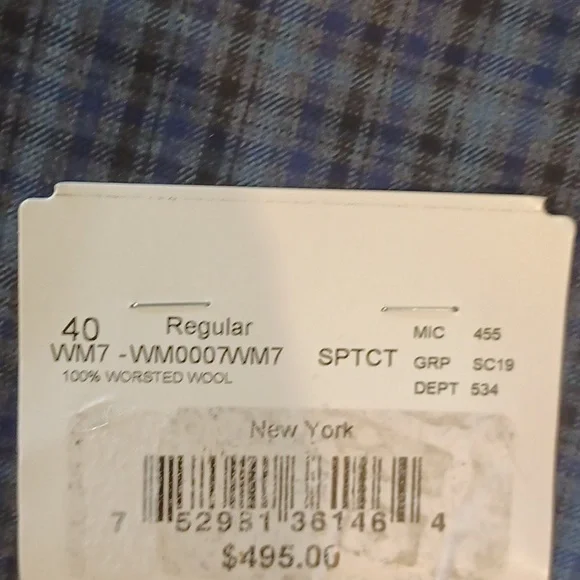 40 Regular
WM7 -WM0007WM7 SPTCT
100% WORSTED WOOL
MIC 455
GRP SC19
DEPT 534
New York
7 52981 36146 4
$495.00